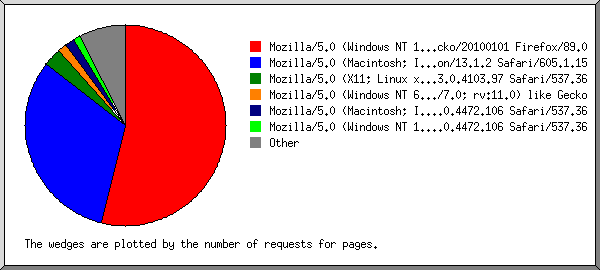 Mozilla/5.0 (Windows NT 1...cko/20100101 Firefox/89.0
Mozilla/5.0 (Macintosh; I...on/13.1.2 Safari/605.1.15
Mozilla/5.0 (X11; Linux x...3.0.4103.97 Safari/537.36
Mozilla/5.0 (Windows NT 6.../7.0; rv:11.0) like Gecko
Mozilla/5.0 (Macintosh; I....0.4472.106 Safari/537.36
Mozilla/5.0 (Windows NT 1....0.4472.106 Safari/537.36
Other
The wedges are plotted by the number of requests for pages.